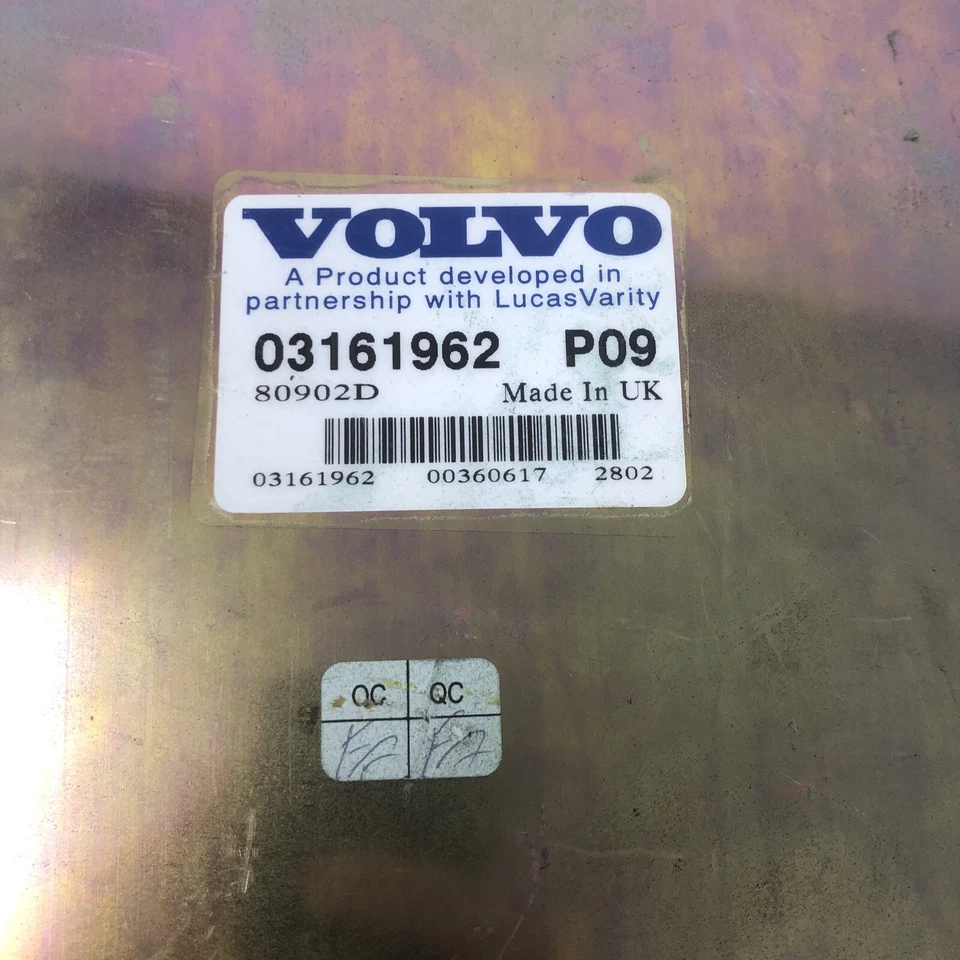 VOLVO
A Product developed in
partnership with LucasVarity
03161962 P09
80902D Made In UK
03161962 00360617 2802
QC QC